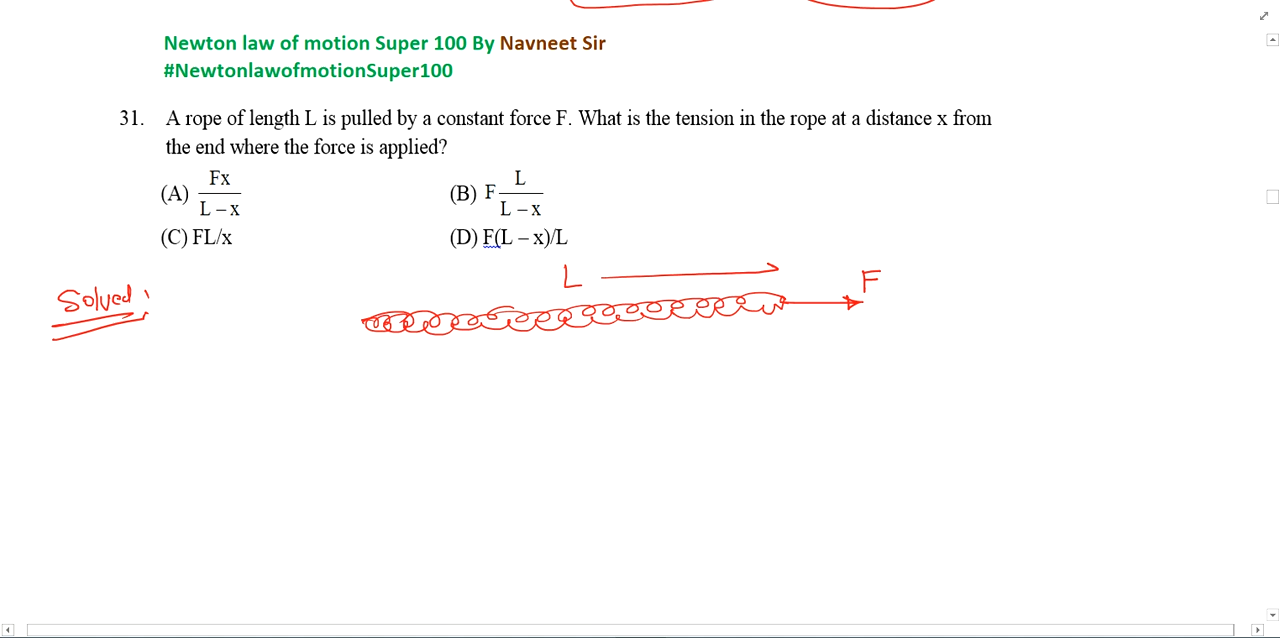 Newton law of motion Super 100 By Navneet Sir
#NewtonlawofmotionSuper100
31. A rope of length L is pulled by a constant force F. What is the tension in the rope at a distance x from
the end where the force is applied?
(A) Fx / L – x (B) F L / L – x
(C) FL/x (D) F(L – x)/L
L F
Solved :